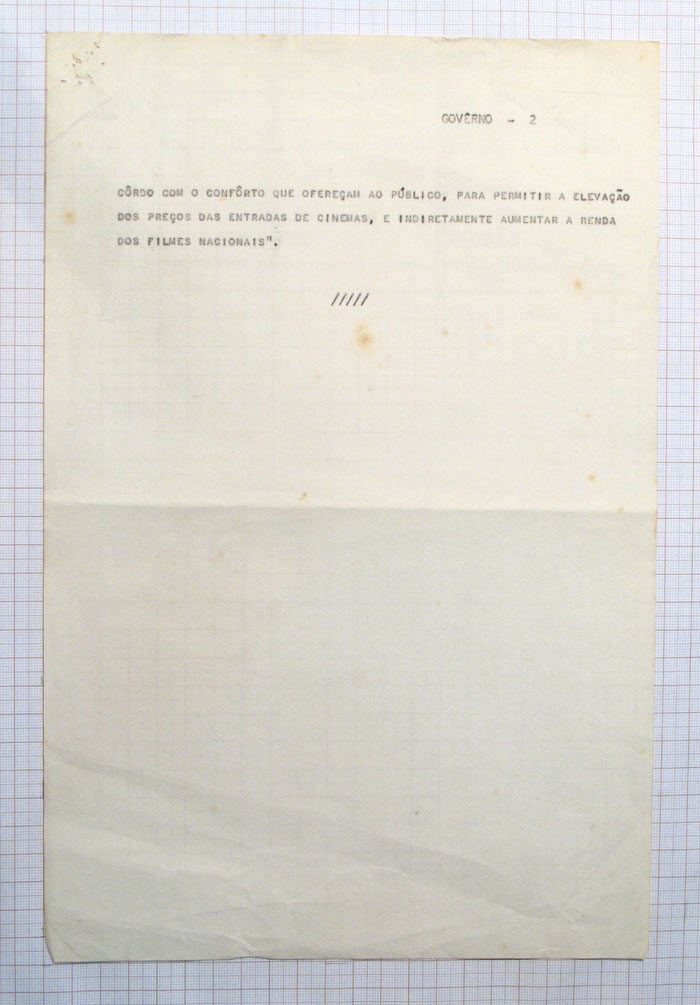 GOVÊRNO - 2
CÔRDO COM O CONFÔRTO QUE OFEREÇAM AO PÚBLICO, PARA PERMITIR A ELEVAÇÃO
DOS PREÇOS DAS ENTRADAS DE CINEMAS, E INDIRETAMENTE AUMENTAR A RENDA
DOS FILMES NACIONAIS".
/////